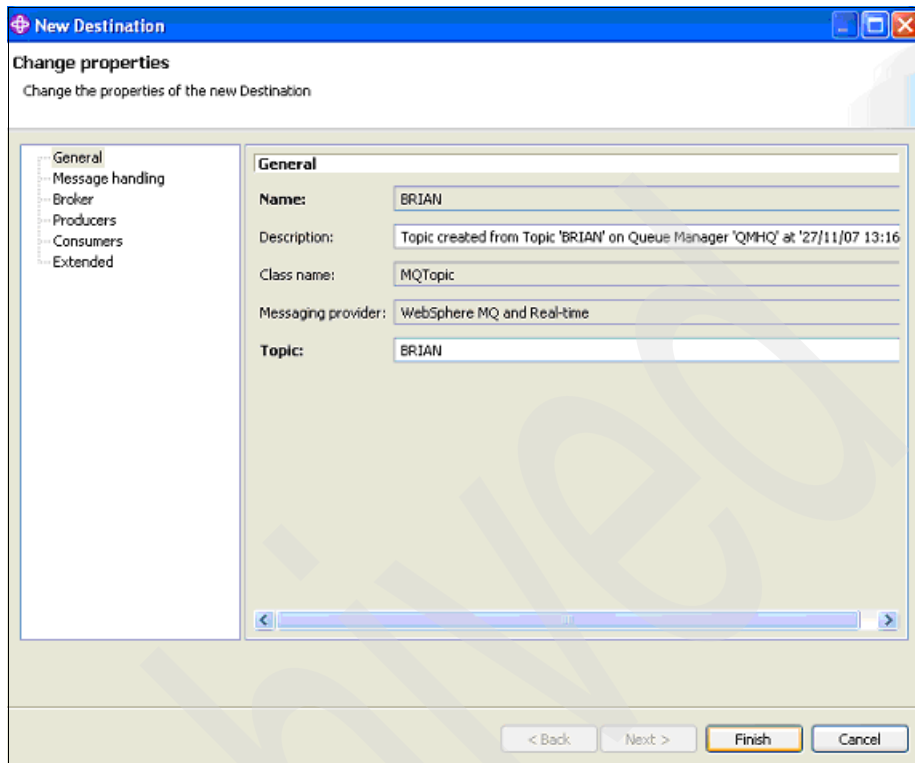 New Destination
Change properties
Change the properties of the new Destination
General
Message handling
Broker
Producers
Consumers
Extended
General
Name: BRIAN
Description: Topic created from Topic 'BRIAN' on Queue Manager 'QMHQ' at '27/11/07 13:16
Class name: MQTopic
Messaging provider: WebSphere MQ and Real-time
Topic: BRIAN
< Back Next > Finish Cancel